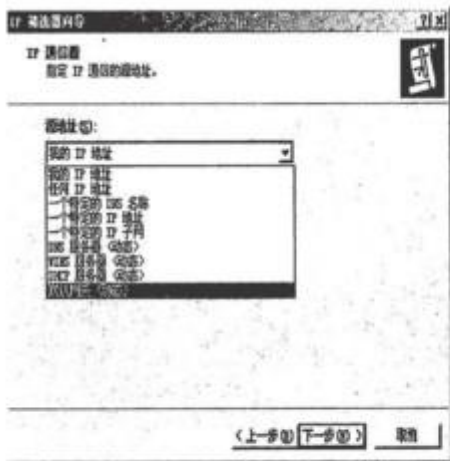 IP 筛选器向导
IP 通信源
指定 IP 通信的源地址。
源地址(S):
我的 IP 地址
我的 IP 地址
任何 IP 地址
一个特定的 DNS 名称
一个特定的 IP 地址
一个特定的 IP 子网
DNS 服务器 <动态>
WINS 服务器 <动态>
DHCP 服务器 <动态>
<上一步(B)
下一步(N)>
取消